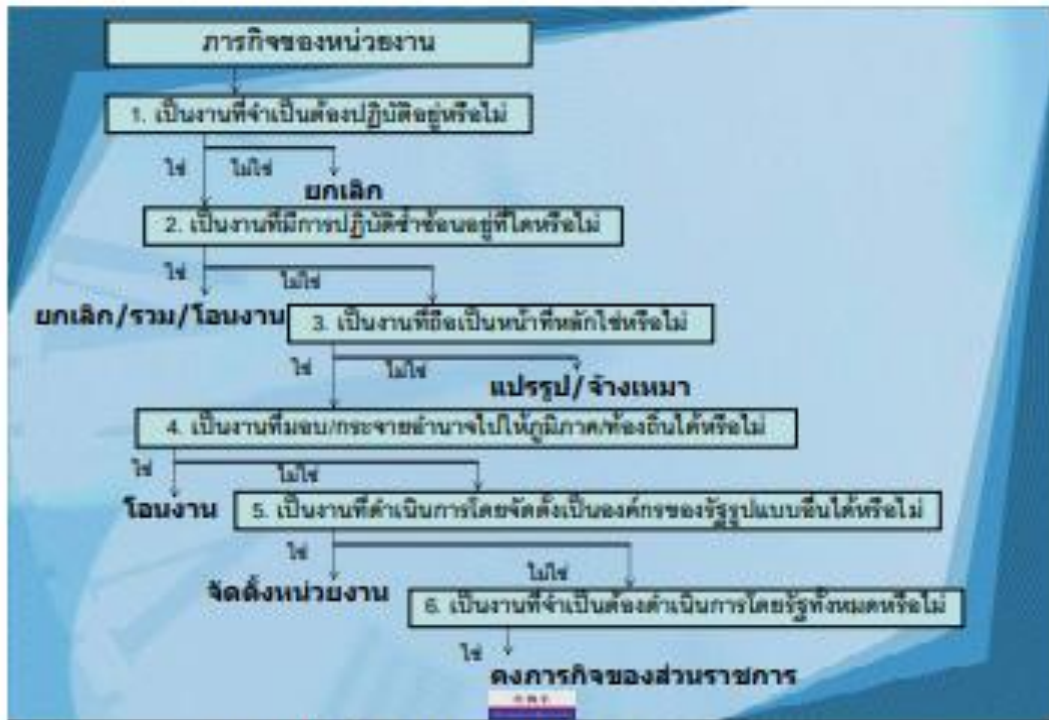 ภารกิจของหน่วยงาน
1. เป็นงานที่จำเป็นต้องปฏิบัติอยู่หรือไม่
ใช่ ไม่ใช่
ยกเลิก
2. เป็นงานที่มีการปฏิบัติซ้ำซ้อนอยู่ที่ใดหรือไม่
ใช่ ไม่ใช่
ยกเลิก/รวม/โอนงาน
3. เป็นงานที่ถือเป็นหน้าที่หลักใช่หรือไม่
ใช่ ไม่ใช่
แปรรูป/จ้างเหมา
4. เป็นงานที่มอบ/กระจายอำนาจไปให้ภูมิภาค/ท้องถิ่นได้หรือไม่
ใช่ ไม่ใช่
โอนงาน
5. เป็นงานที่ดำเนินการโดยจัดตั้งเป็นองค์กรของรัฐรูปแบบอื่นได้หรือไม่
ใช่ ไม่ใช่
จัดตั้งหน่วยงาน
6. เป็นงานที่จำเป็นต้องดำเนินการโดยรัฐทั้งหมดหรือไม่
ใช่
คงภารกิจของส่วนราชการ